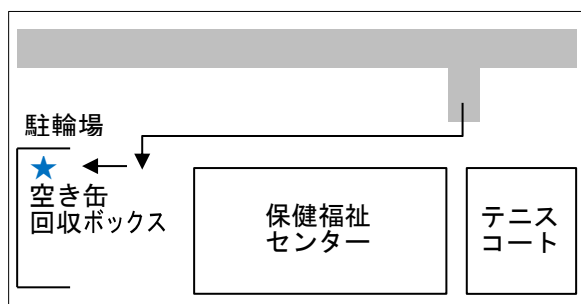 駐輪場
空き缶
回収ボックス
保健福祉
センター
テニス
コート